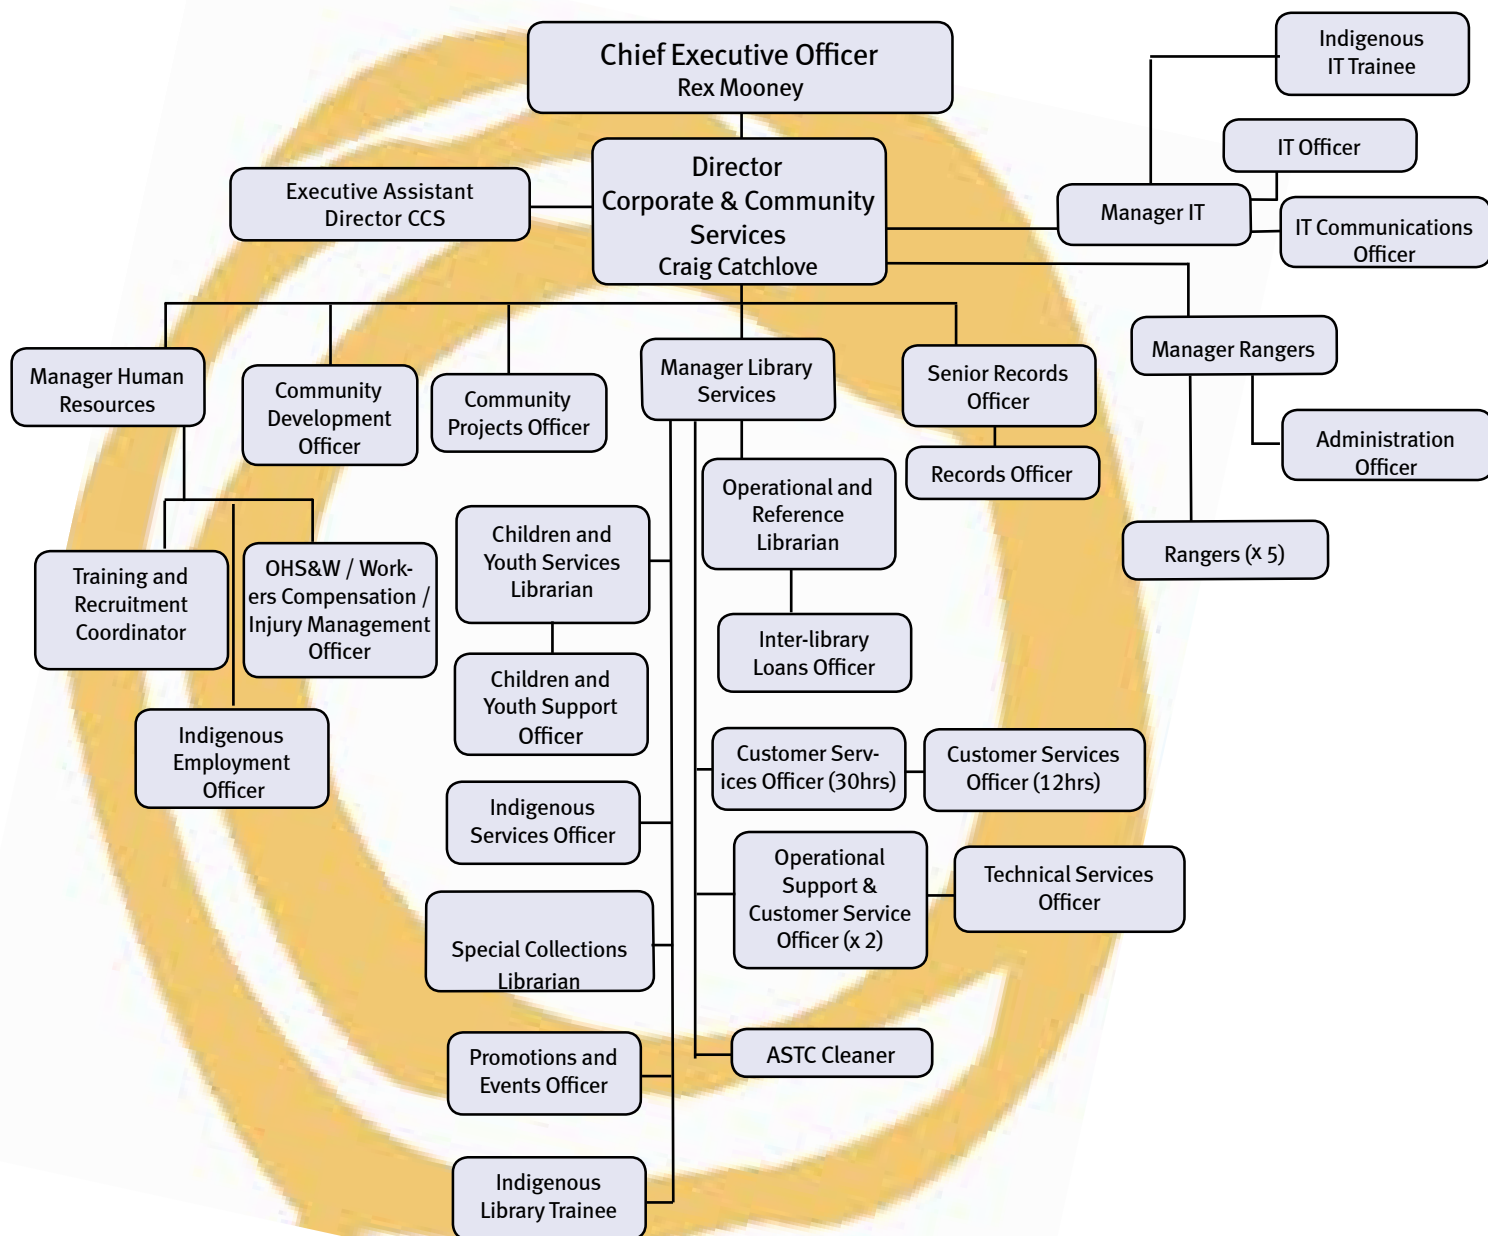 Chief Executive Officer
Rex Mooney
Director
Corporate & Community
Services
Craig Catchlove
Executive Assistant
Director CCS
Indigenous
IT Trainee
IT Officer
Manager IT
IT Communications
Officer
Manager Rangers
Administration
Officer
Rangers (x 5)
Manager Human
Resources
Community
Development
Officer
Community
Projects Officer
Manager Library
Services
Senior Records
Officer
Records Officer
Training and
Recruitment
Coordinator
OHS&W / Work-
ers Compensation /
Injury Management
Officer
Indigenous
Employment
Officer
Children and
Youth Services
Librarian
Children and
Youth Support
Officer
Indigenous
Services Officer
Special Collections
Librarian
Promotions and
Events Officer
Indigenous
Library Trainee
Operational and
Reference
Librarian
Inter-library
Loans Officer
Customer Serv-
ices Officer (30hrs)
Customer Services
Officer (12hrs)
Operational
Support &
Customer Service
Officer (x 2)
Technical Services
Officer
ASTC Cleaner